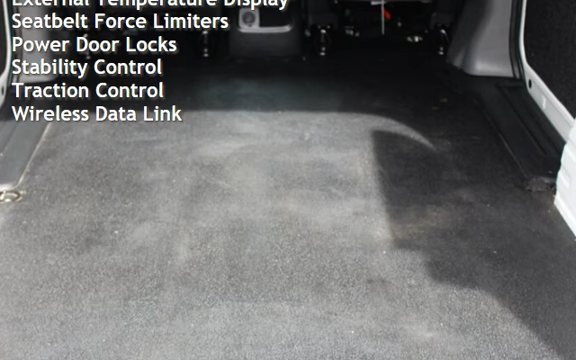 External Temperature Display
Seatbelt Force Limiters
Power Door Locks
Stability Control
Traction Control
Wireless Data Link